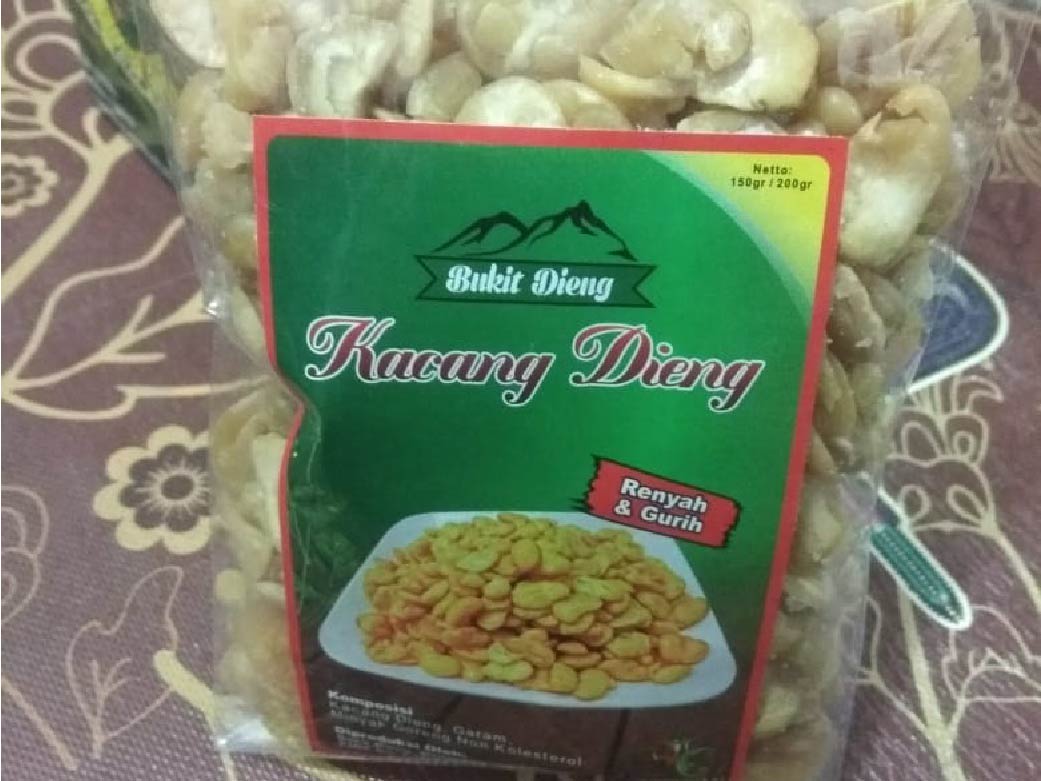 Netto:
150gr / 200gr
Bukit Dieng
Kacang Dieng
Renyah
& Gurih
Komposisi
Kacang Dieng, Garam
Minyak Goreng Non Kolesterol
Diproduksi Oleh: